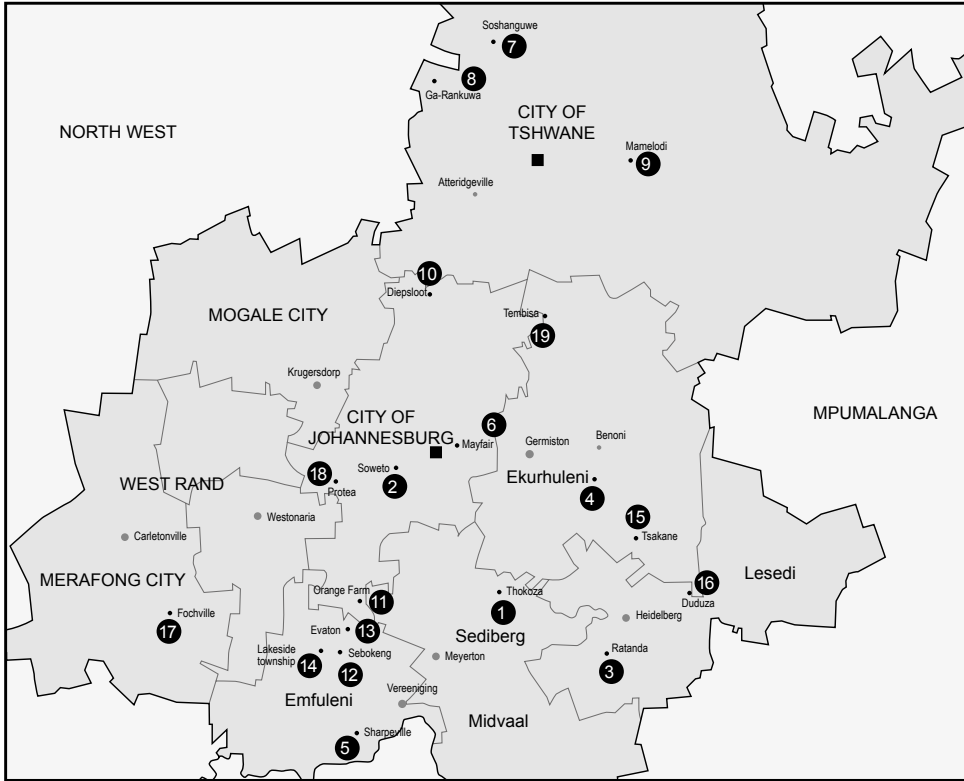 Soshanguwe
7
8
Ga-Rankuwa
CITY OF
TSHWANE
NORTH WEST
Mamelodi
9
Atteridgeville
10
Diepsloot
MOGALE CITY
Tembisa
19
Krugersdorp
MPUMALANGA
CITY OF
JOHANNESBURG
6
Mayfair
Germiston
Benoni
18
Soweto
Protea
2
Ekurhuleni
4
WEST RAND
15
Westonaria
Tsakane
Carletonville
MERAFONG CITY
16
Lesedi
Duduza
Orange Farm
11
Thokoza
1
Fochville
17
Heidelberg
Evaton
13
Sediberg
Lakeside
township
14
Sebokeng
12
Meyerton
Ratanda
3
Emfuleni
Vereeniging
Midvaal
Sharpeville
5